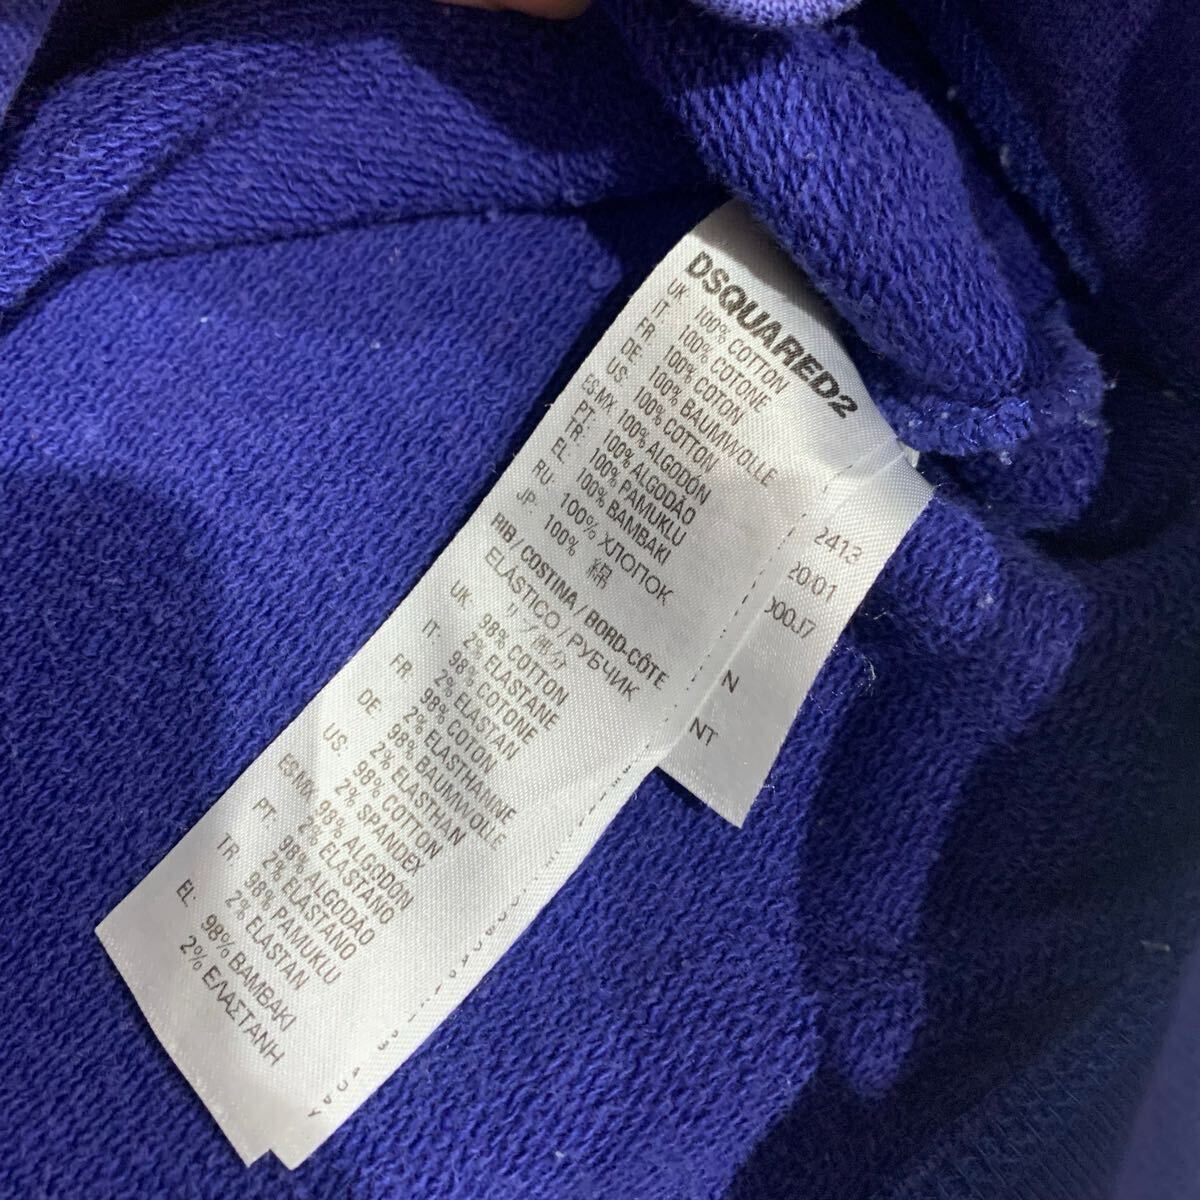 DSQUARED2
UK: 100% COTTON
IT: 100% COTONE
FR: 100% COTON
DE: 100% BAUMWOLLE
US: 100% COTTON
ES-MX: 100% ALGODÓN
PT: 100% ALGODÃO
TR: 100% PAMUKLU
EL: 100% BAMBAKI
RU: 100% ХЛОПОК
JP: 100% 綿
RIB / COSTINA / BORD-CÔTE
ELÁSTICO / РУБЧИК
リブ部分
UK: 98% COTTON
2% ELASTANE
IT: 98% COTONE
2% ELASTAN
FR: 98% COTON
2% ELASTHANNE
DE: 98% BAUMWOLLE
2% ELASTHAN
US: 98% COTTON
2% SPANDEX
ES-MX: 98% ALGODÓN
2% ELASTANO
PT: 98% ALGODAO
2% ELASTANO
TR: 98% PAMUKLU
2% ELASTAN
EL: 98% BAMBAKI
2% ΕΛΑΣΤΑΝΗ
2413
20:01
000J7
N
NT